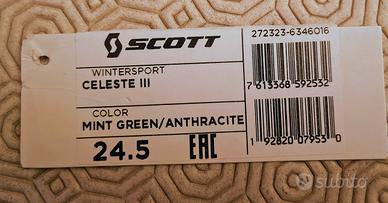 SCOTT
WINTERSPORT
CELESTE III
COLOR
MINT GREEN/ANTHRACITE
24.5
EAC
272323-6346016
7 613368 592532
1 92820 07953 0
subito